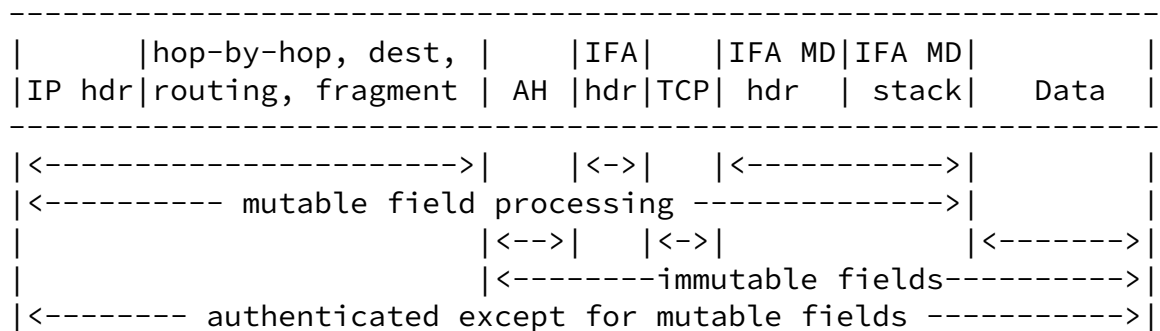 ----------------------------------------------------------------
|      |hop-by-hop, dest, |    |IFA|   |IFA MD|IFA MD|          |
|IP hdr|routing, fragment | AH |hdr|TCP| hdr  | stack|   Data   |
----------------------------------------------------------------
|<----------------------->|    |<->|   |<----------->|          |
|<---------- mutable field processing -------------->|          |
|                         |<-->|   |<->|             |<-------->|
|                         |<--------immutable fields----------->|
|<-------- authenticated except for mutable fields ------------>|